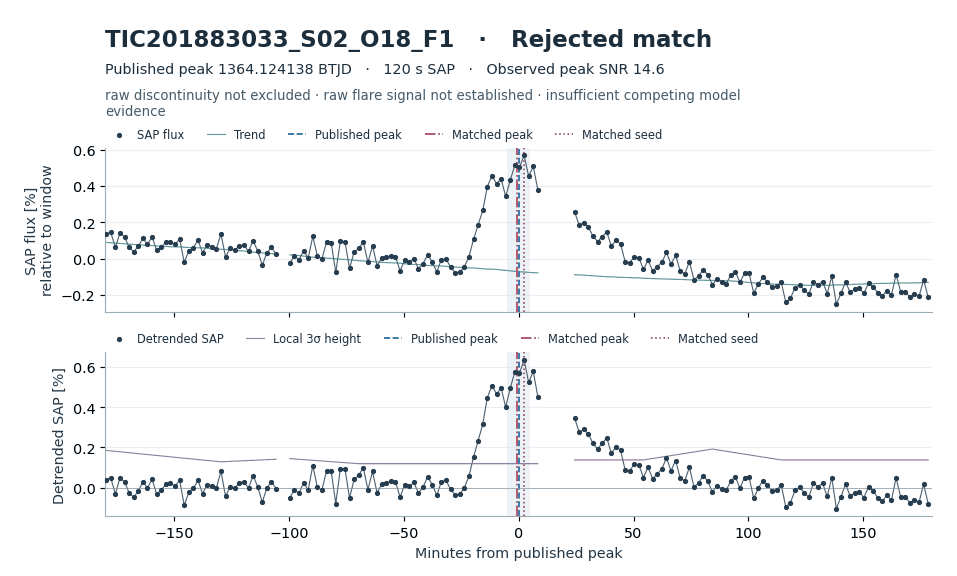 TIC201883033_S02_O18_F1 · Rejected match
Published peak 1364.124138 BTJD · 120 s SAP · Observed peak SNR 14.6
raw discontinuity not excluded · raw flare signal not established · insufficient competing model
evidence
SAP flux Trend Published peak Matched peak Matched seed
SAP flux [%]
relative to window
0.6
0.4
0.2
0.0
−0.2
Detrended SAP Local 3σ height Published peak Matched peak Matched seed
Detrended SAP [%]
0.6
0.4
0.2
0.0
−150 −100 −50 0 50 100 150
Minutes from published peak